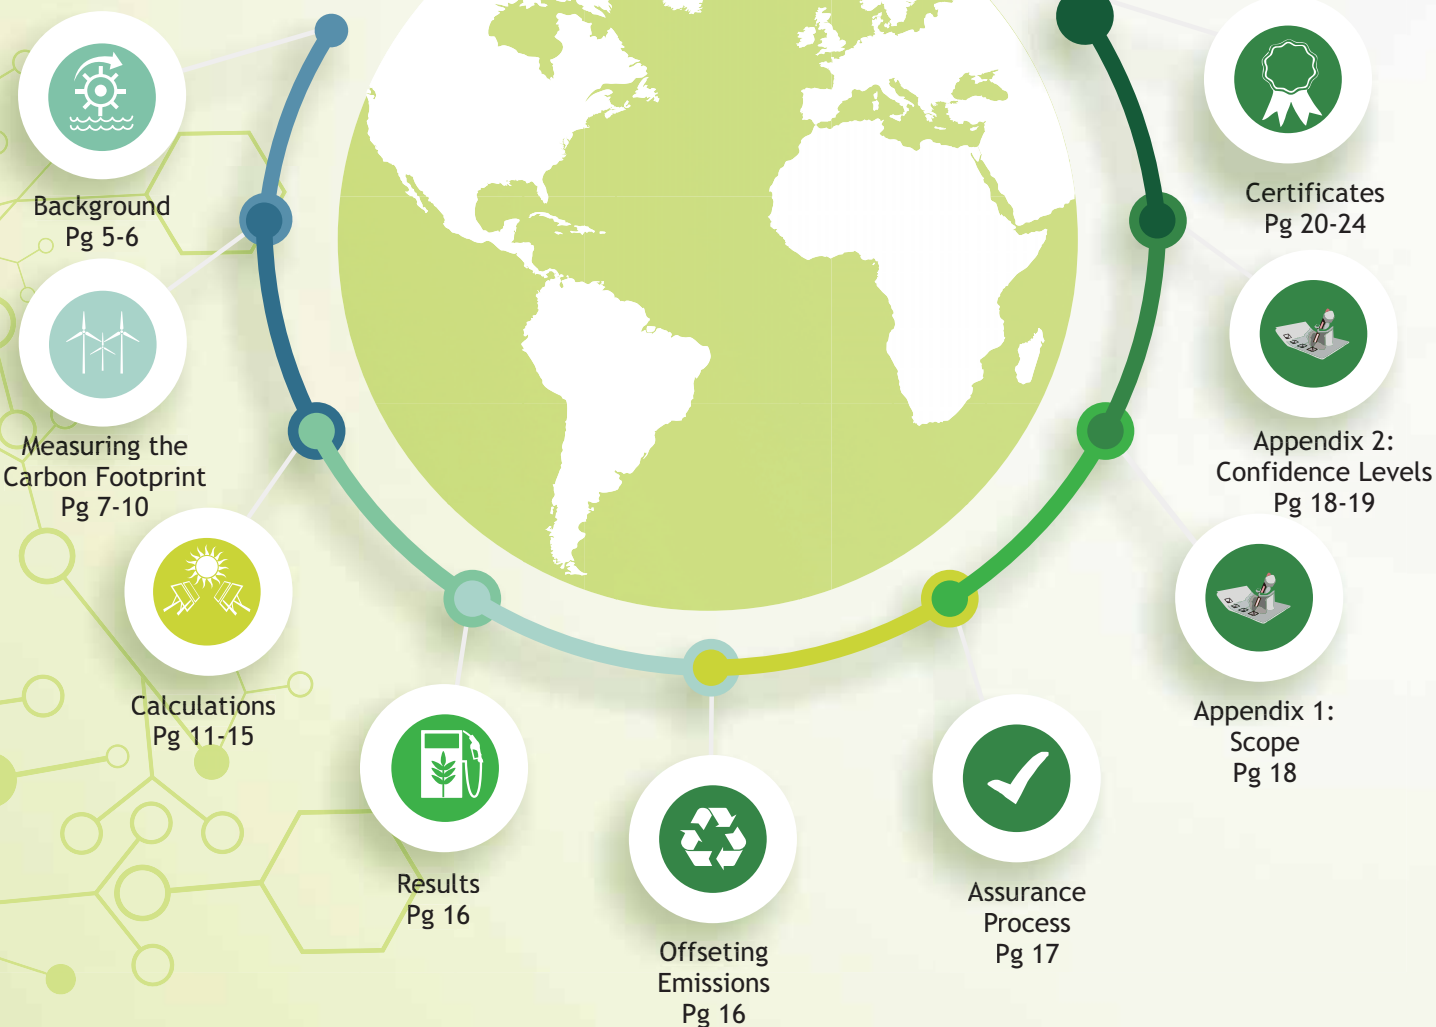 Background
Pg 5-6
Measuring the
Carbon Footprint
Pg 7-10
Calculations
Pg 11-15
Results
Pg 16
Offseting
Emissions
Pg 16
Assurance
Process
Pg 17
Appendix 1:
Scope
Pg 18
Appendix 2:
Confidence Levels
Pg 18-19
Certificates
Pg 20-24